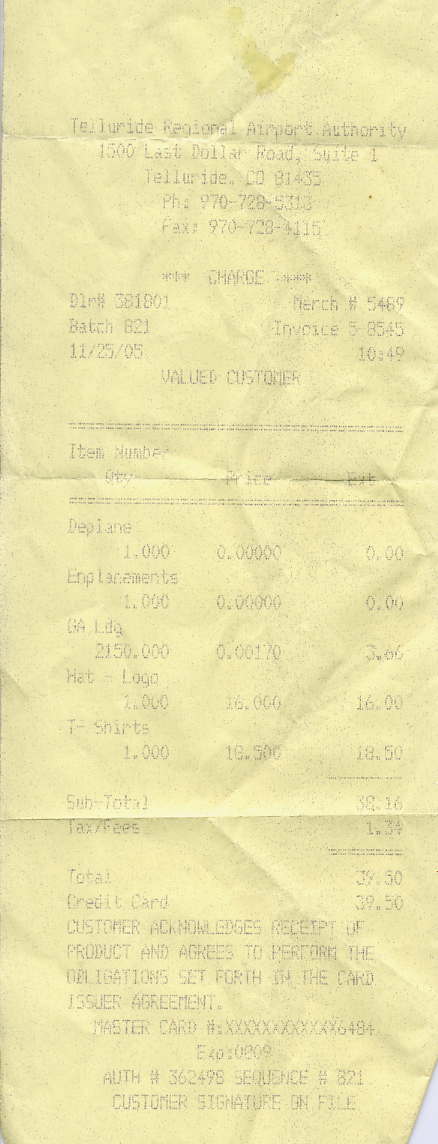 Telluride Regional Airport Authority
1500 Last Dollar Road, Suite 1
Telluride, CO 81435
Ph: 970-728-5313
Fax: 970-728-4115
*** CHARGE ****
Dlr# 381801 Merch # 5489
Batch 821 Invoice 5-8545
11/25/05 10:49
VALUED CUSTOMER
Item Number
Qty Price Ext
Deplane
1.000 0.00000 0.00
Enplanements
1.000 0.00000 0.00
GA Ldg
2150.000 0.00170 3.66
Hat - Logo
1.000 16.000 16.00
T- Shirts
1.000 18.500 18.50
Sub-Total 38.16
Tax/Fees 1.34
Total 39.50
Credit Card 39.50
CUSTOMER ACKNOWLEDGES RECEIPT OF
PRODUCT AND AGREES TO PERFORM THE
OBLIGATIONS SET FORTH IN THE CARD
ISSUER AGREEMENT.
MASTER CARD #:XXXXXXXXXXXX6484
Exp:0809
AUTH # 362498 SEQUENCE # 821
CUSTOMER SIGNATURE ON FILE